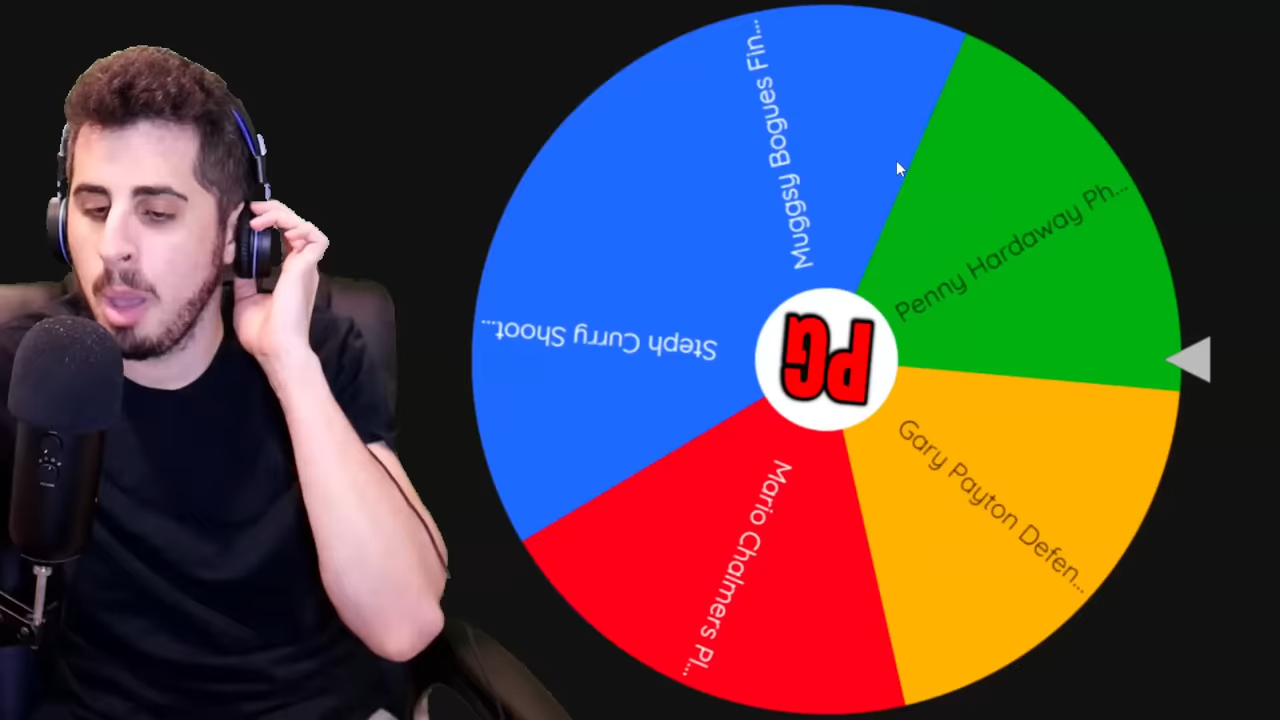 Muggsy Bogues Fin...
Penny Hardaway Ph...
Steph Curry Shoot...
PG
Gary Payton Defen...
Mario Chalmers Pl...